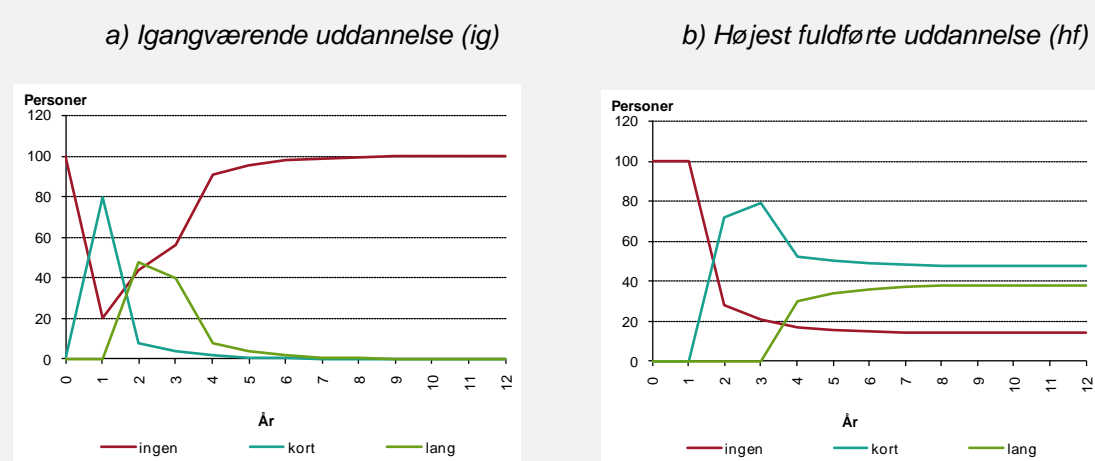 a) Igangværende uddannelse (ig)
Personer
120
100
80
60
40
20
0
0 1 2 3 4 5 6 7 8 9 10 11 12
År
ingen kort lang
b) Højest fuldførte uddannelse (hf)
Personer
120
100
80
60
40
20
0
0 1 2 3 4 5 6 7 8 9 10 11 12
År
ingen kort lang